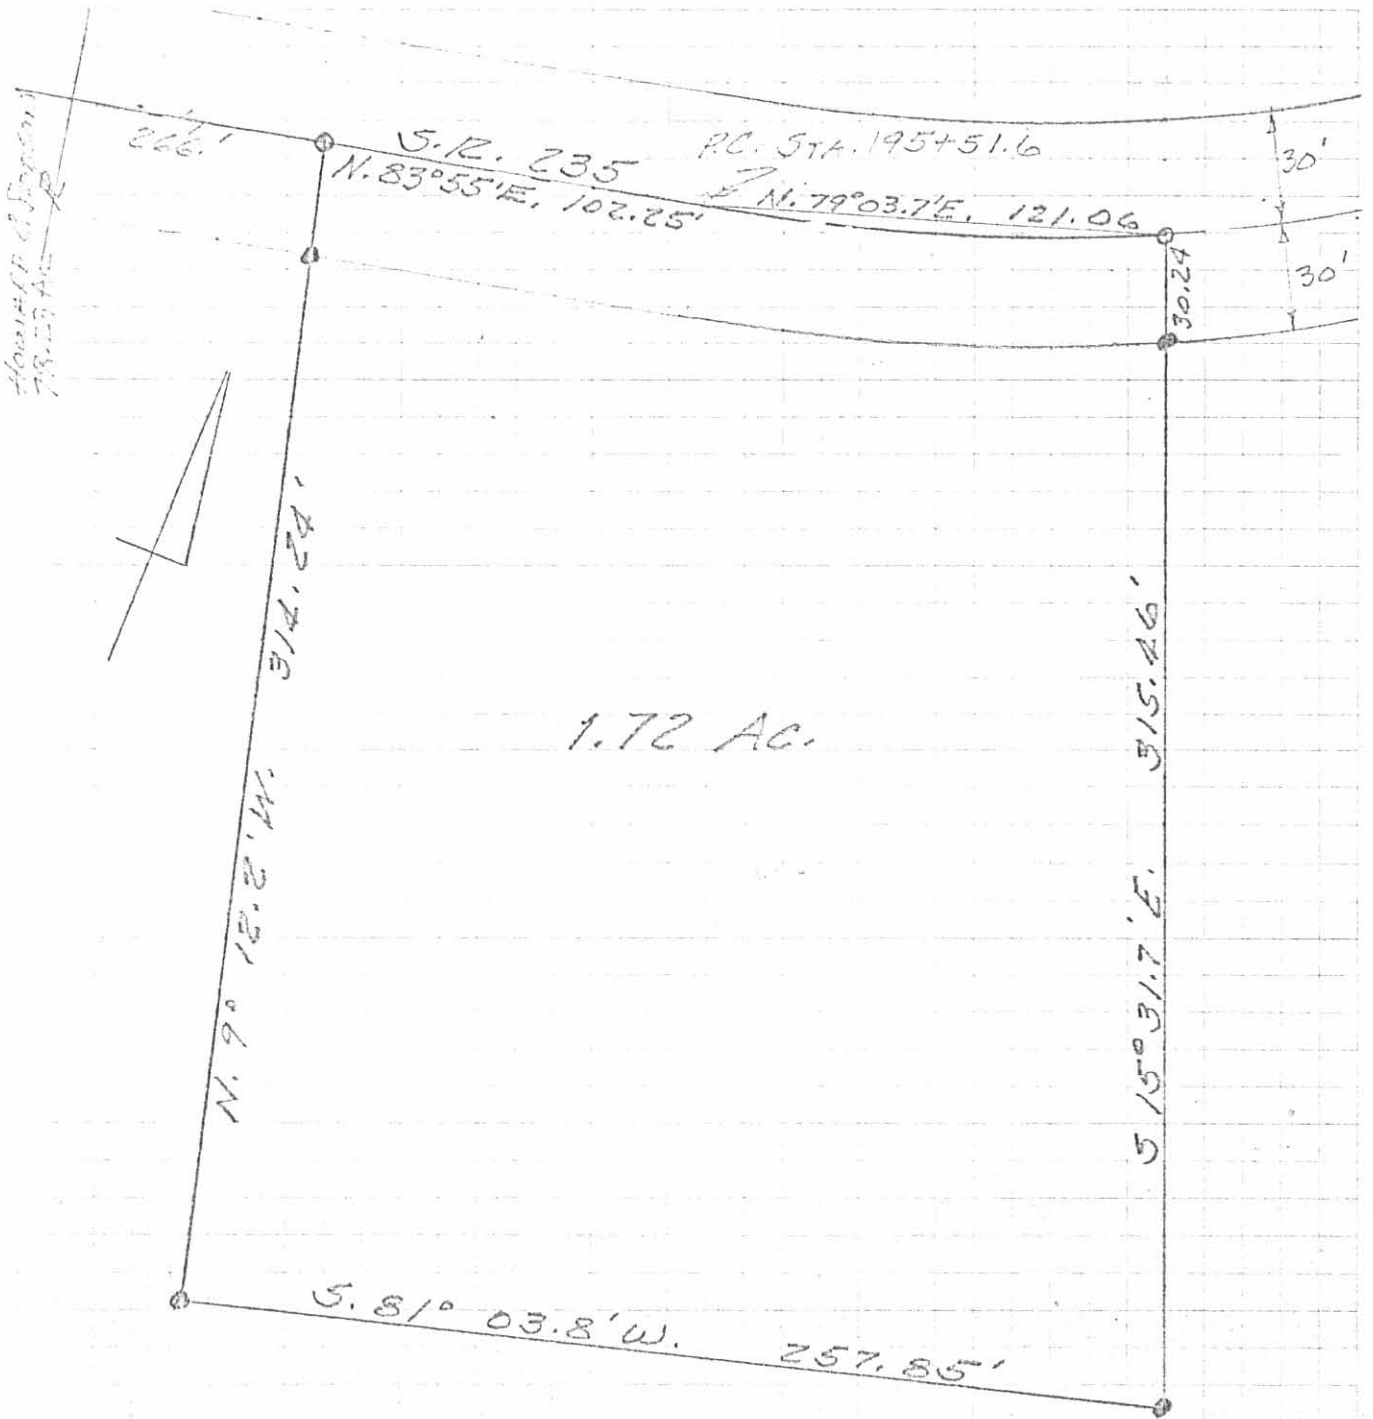 266.'
S.R. 235
P.C. STA. 195+51.6
N. 83°55'E. 102.25'
N. 79°03.7'E. 121.06
30'
30'
30.24
314.24'
N. 9° 12.2' W.
1.72 AC.
315.46'
S 15° 31.7' E.
S. 81° 03.8' W. 257.85'